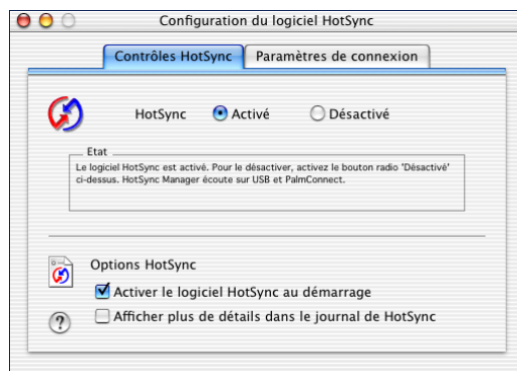 Configuration du logiciel HotSync
Contrôles HotSync
Paramètres de connexion
HotSync
Activé
Désactivé
Etat
Le logiciel HotSync est activé. Pour le désactiver, activez le bouton radio 'Désactivé'
ci-dessus. HotSync Manager écoute sur USB et PalmConnect.
Options HotSync
Activer le logiciel HotSync au démarrage
Afficher plus de détails dans le journal de HotSync
?